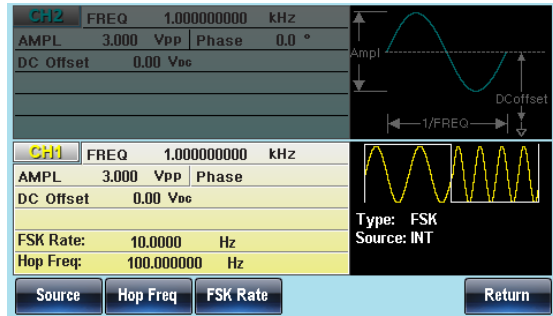 CH2 FREQ 1.000000000 kHz
AMPL 3.000 Vpp Phase 0.0 °
DC Offset 0.00 VDC
Ampl
DCoffset
1/FREQ
CH1 FREQ 1.000000000 kHz
AMPL 3.000 Vpp Phase
DC Offset 0.00 VDC
FSK Rate: 10.0000 Hz
Hop Freq: 100.000000 Hz
Type: FSK
Source: INT
Source Hop Freq FSK Rate Return